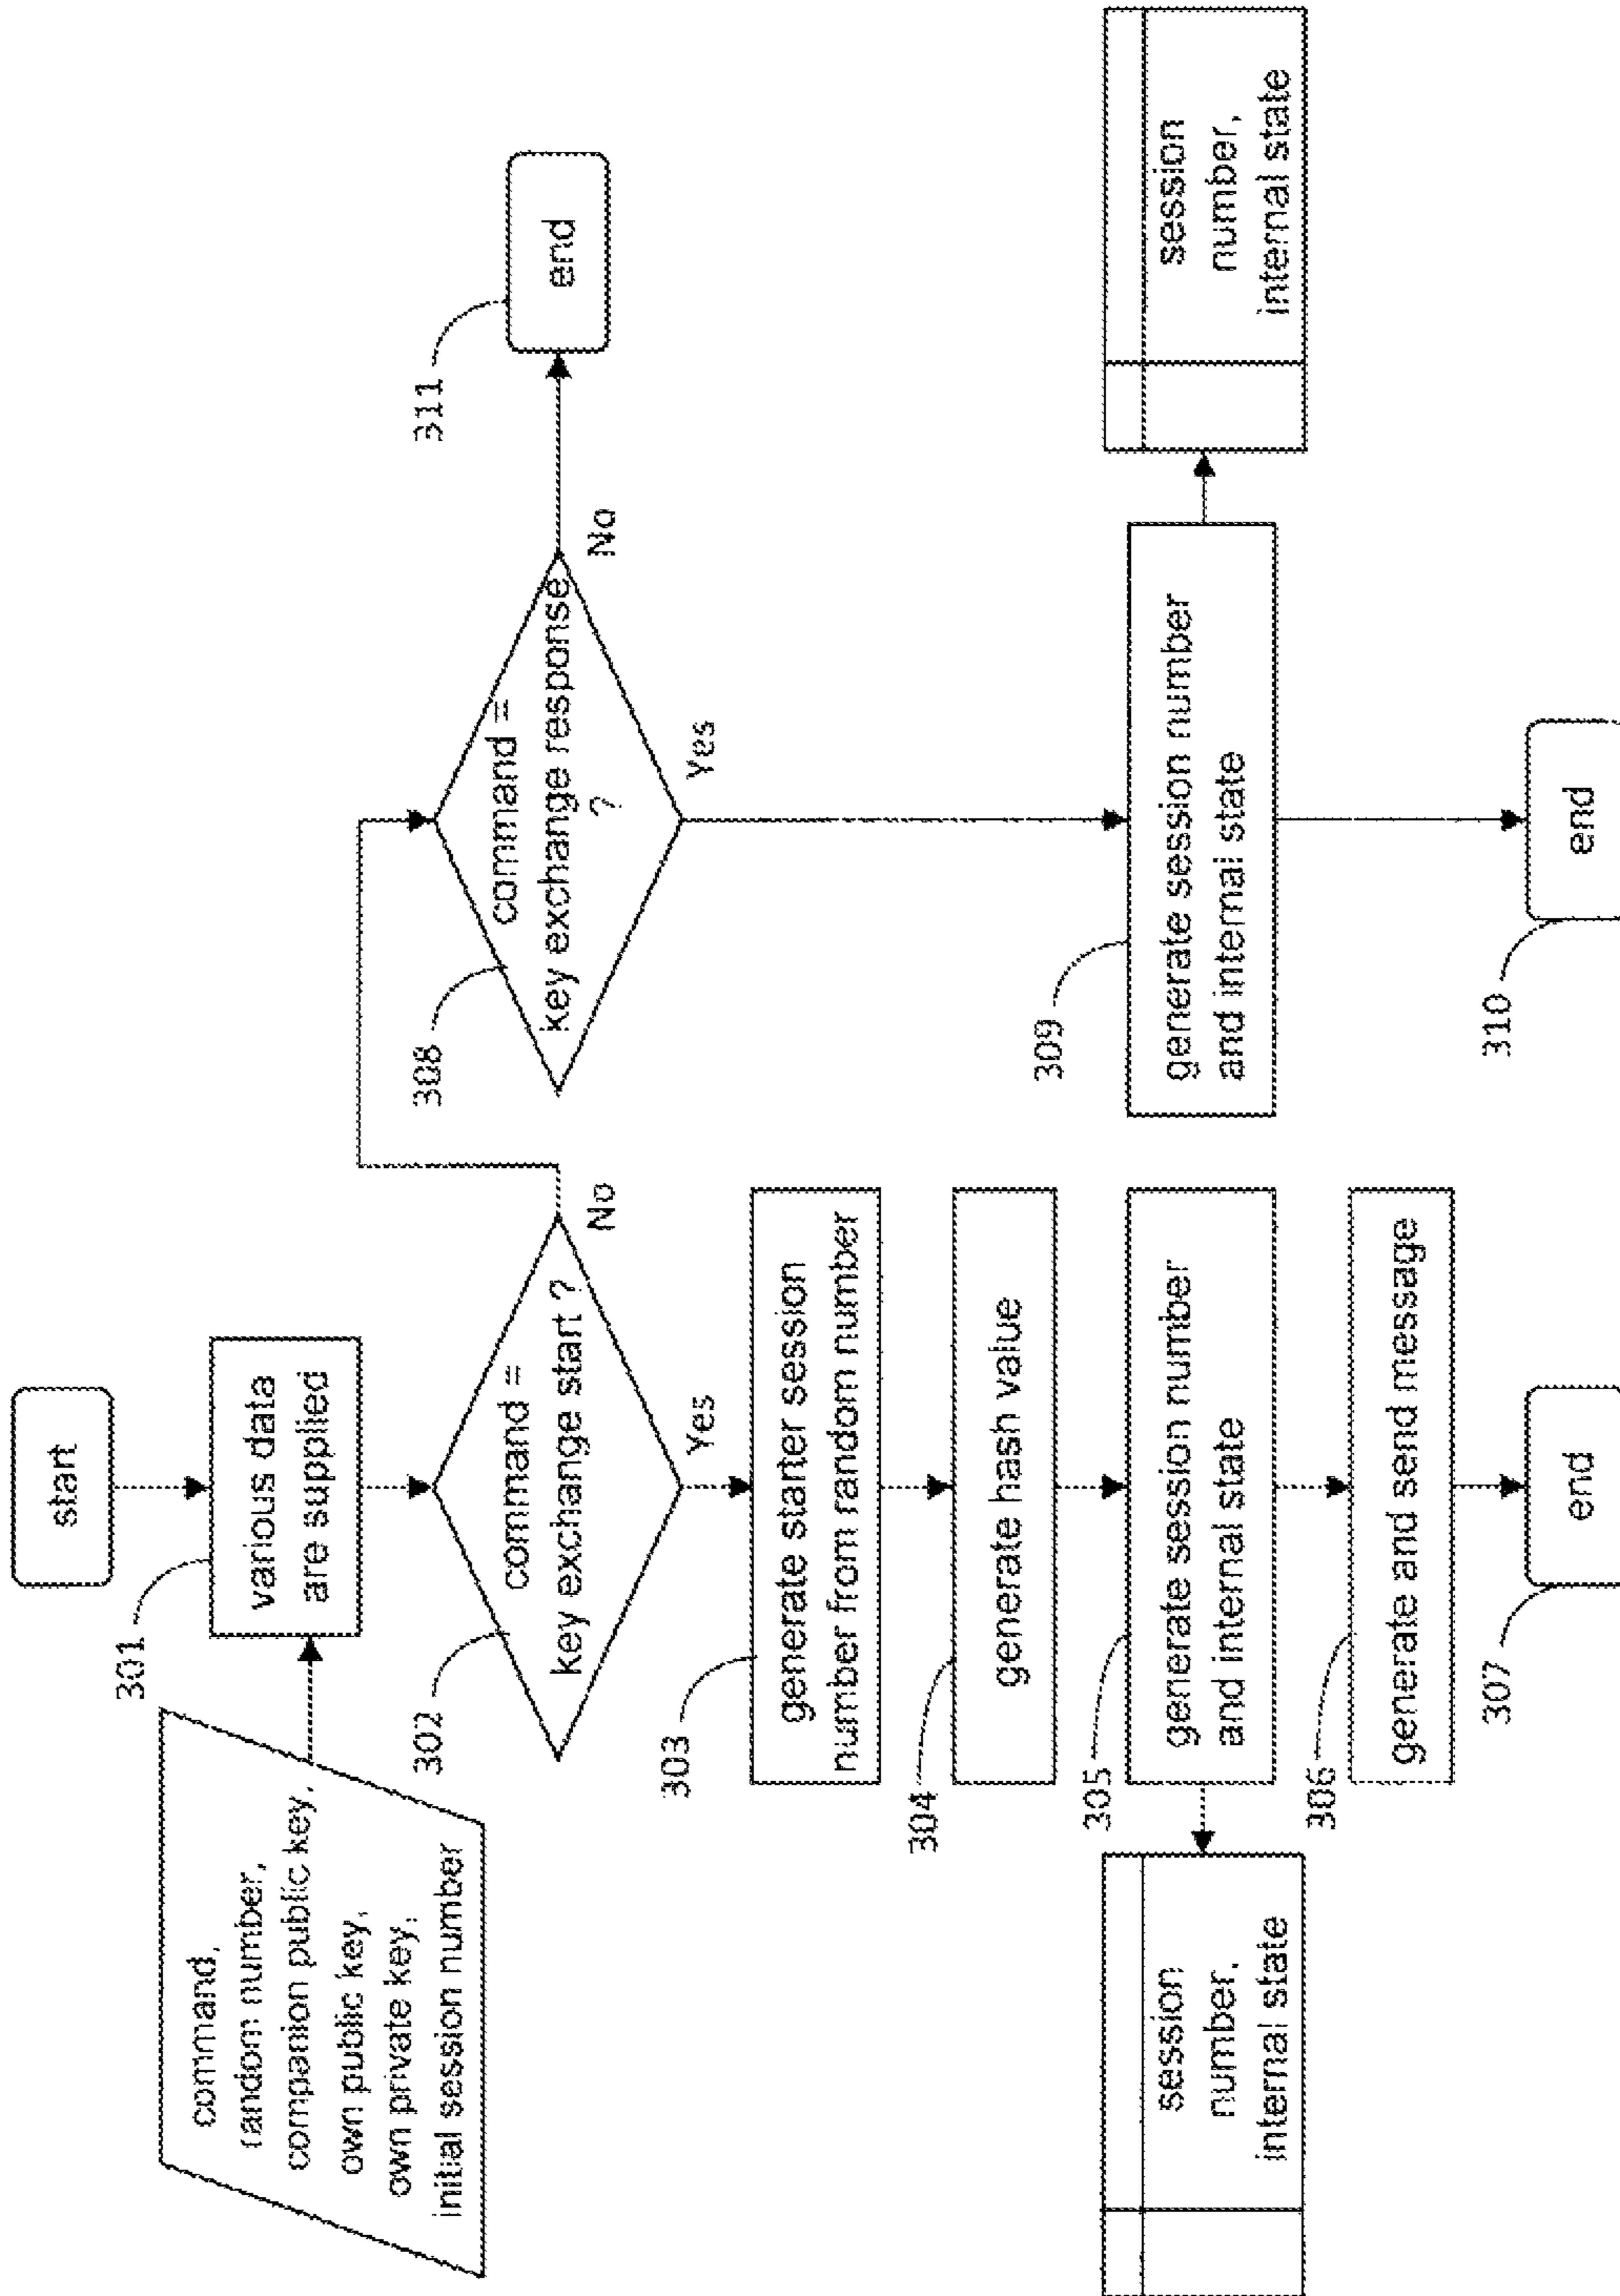 start
301
various data
are supplied
command,
random number,
companion public key,
own public key,
own private key,
initial session number
302
command =
key exchange start ?
No
Yes
303
generate starter session
number from random number
304
generate hash value
305
generate session number
and internal state
session
number,
internal state
306
generate and send message
307
end
308
command =
key exchange response
?
No
Yes
311
end
309
generate session number
and internal state
session
number,
internal state
310
end